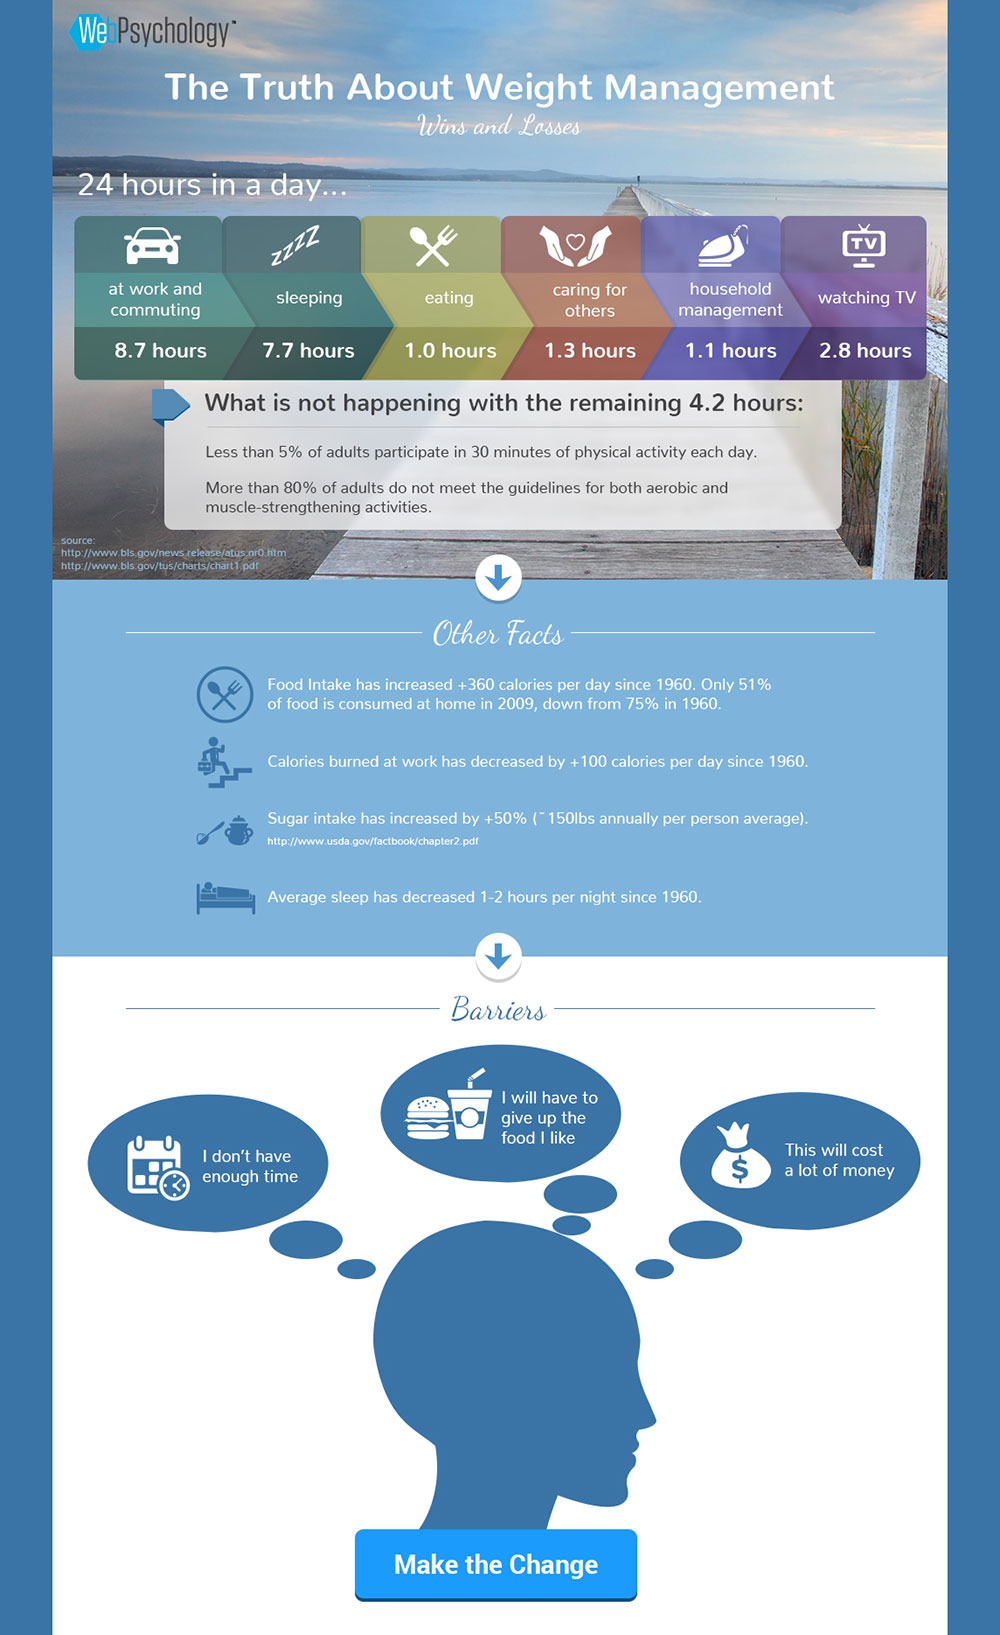 WebPsychology™
The Truth About Weight Management
Wins and Losses
24 hours in a day...
at work and
commuting
8.7 hours
zzzz
sleeping
7.7 hours
eating
1.0 hours
caring for
others
1.3 hours
household
management
1.1 hours
TV
watching TV
2.8 hours
What is not happening with the remaining 4.2 hours:
Less than 5% of adults participate in 30 minutes of physical activity each day.
More than 80% of adults do not meet the guidelines for both aerobic and
muscle-strengthening activities.
source:
http://www.bls.gov/news.release/atus.nr0.htm
http://www.bls.gov/tus/charts/chart1.pdf
Other Facts
Food Intake has increased +360 calories per day since 1960. Only 51%
of food is consumed at home in 2009, down from 75% in 1960.
Calories burned at work has decreased by +100 calories per day since 1960.
Sugar intake has increased by +50% (~150lbs annually per person average).
http://www.usda.gov/factbook/chapter2.pdf
Average sleep has decreased 1-2 hours per night since 1960.
Barriers
I will have to
give up the
food I like
I don't have
enough time
$
This will cost
a lot of money
Make the Change